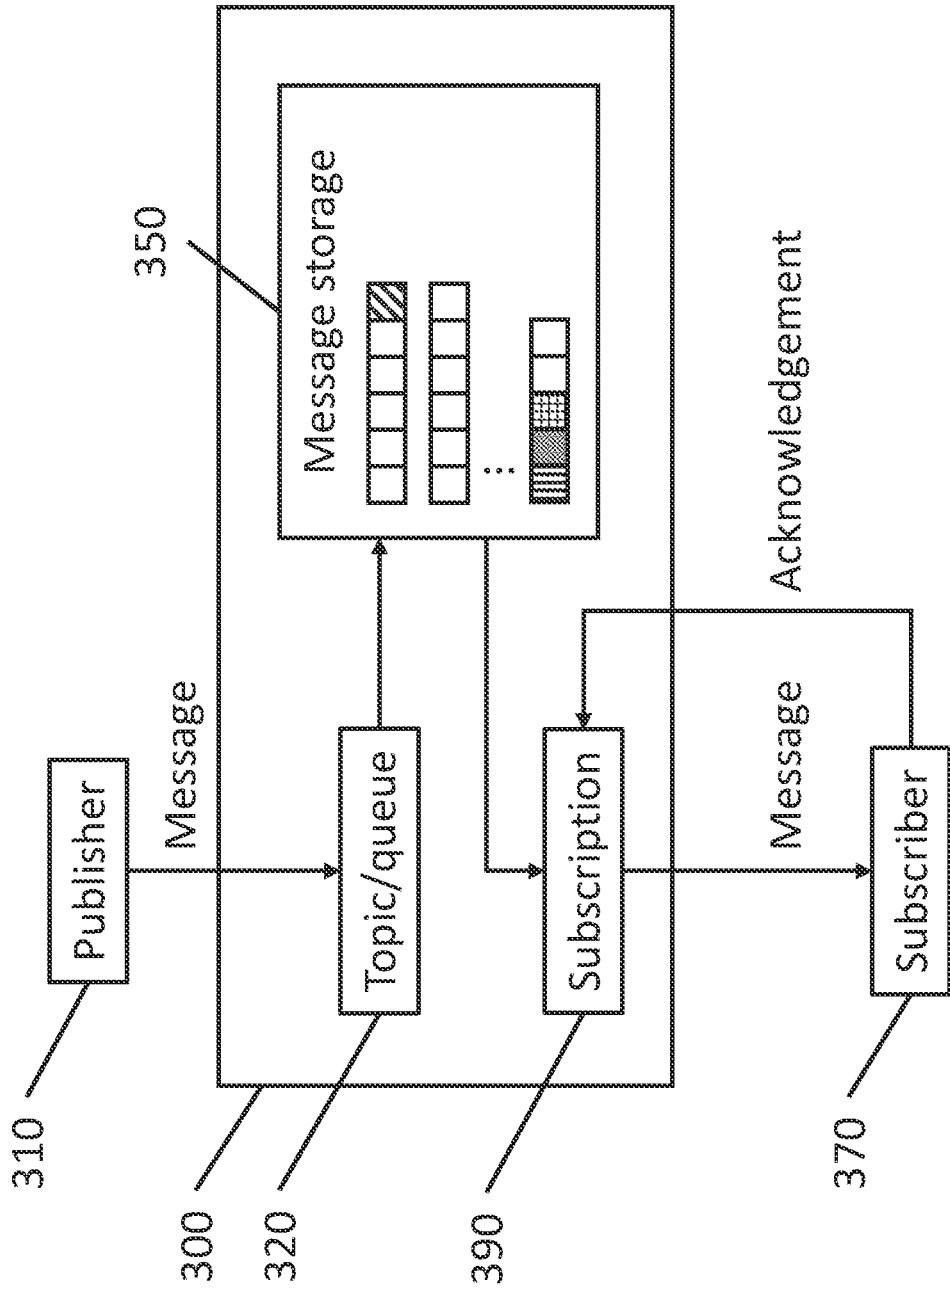 310
Publisher
Message
300
320
Topic/queue
350
Message storage
...
390
Subscription
Message
Acknowledgement
370
Subscriber